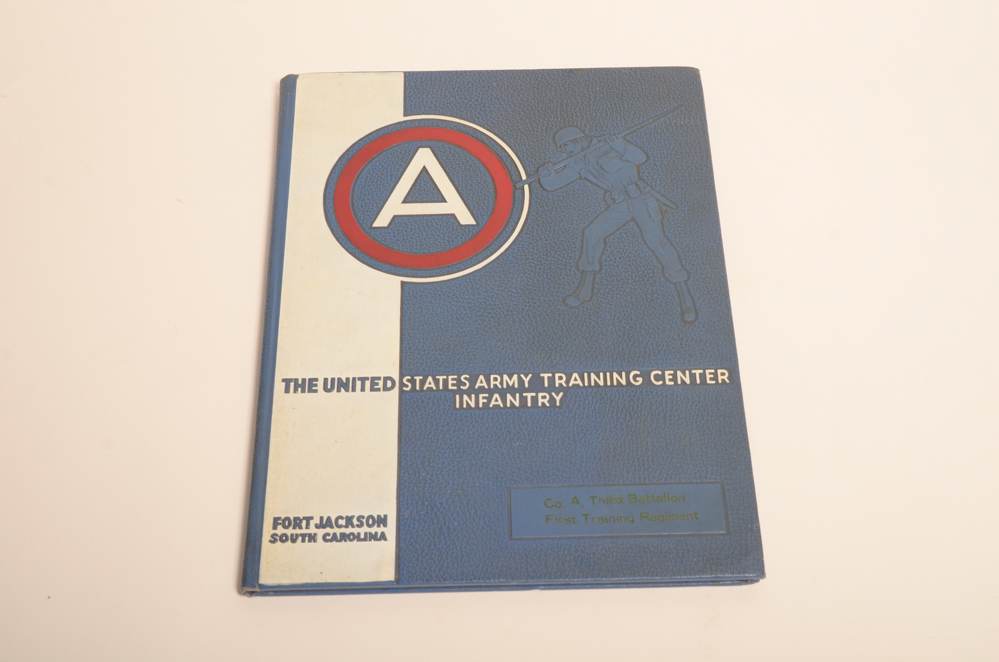 A
THE UNITED STATES ARMY TRAINING CENTER
INFANTRY
FORT JACKSON
SOUTH CAROLINA
Co. A, Third Battalion
First Training Regiment